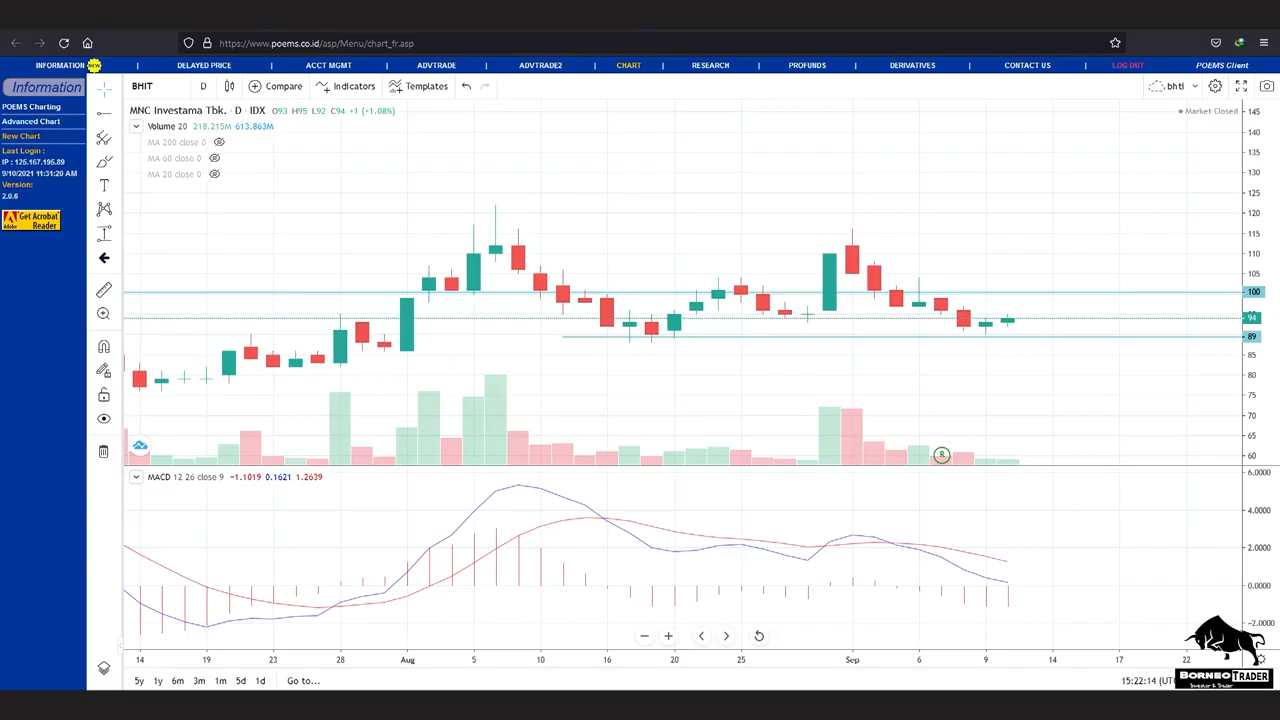 https://www.poems.co.id/asp/Menu/chart_fr.asp
INFORMATION NEW | DELAYED PRICE | ACCT MGMT | ADVTRADE | ADVTRADE2 | CHART | RESEARCH | PROFUNDS | DERIVATIVES | CONTACT US | LOG OUT POEMS Client
Information
POEMS Charting
Advanced Chart
New Chart
Last Login :
IP : 125.167.195.89
9/10/2021 11:31:20 AM
Version:
2.0.6
Get Acrobat
Reader
Adobe
BHIT D Compare Indicators Templates bhti
MNC Investama Tbk. · D · IDX O93 H95 L92 C94 +1 (+1.08%)
Market Closed
Volume 20 218.215M 613.863M
MA 200 close 0
MA 60 close 0
MA 20 close 0
145
140
135
130
125
120
115
110
105
100
94
89
85
80
75
70
65
60
R
MACD 12 26 close 9 −1.1019 0.1621 1.2639
6.0000
4.0000
2.0000
0.0000
−2.0000
14 19 23 28 Aug 5 10 16 20 25 Sep 6 9 14 17 22
5y 1y 6m 3m 1m 5d 1d Go to...
15:22:14 (UT
BORNEO TRADER
Investor & Trader